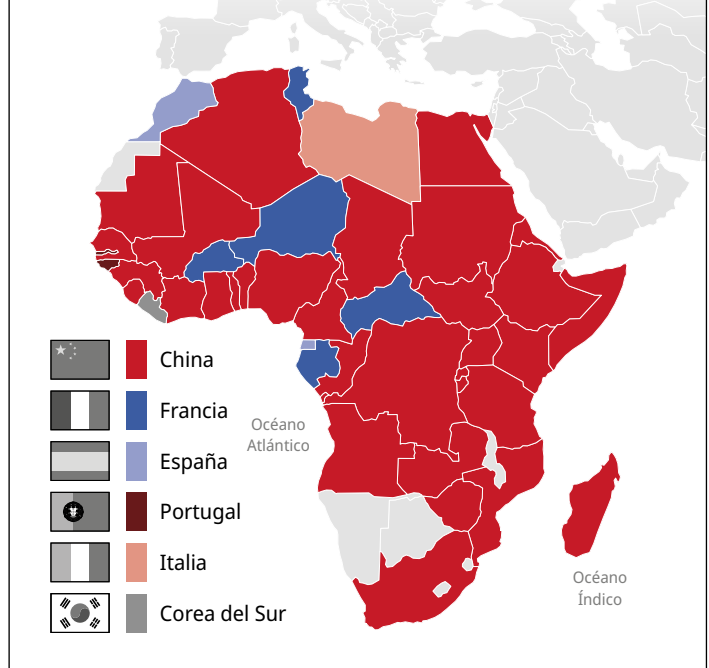 China
Francia
Océano
Atlántico
España
Portugal
Italia
Océano
Índico
Corea del Sur